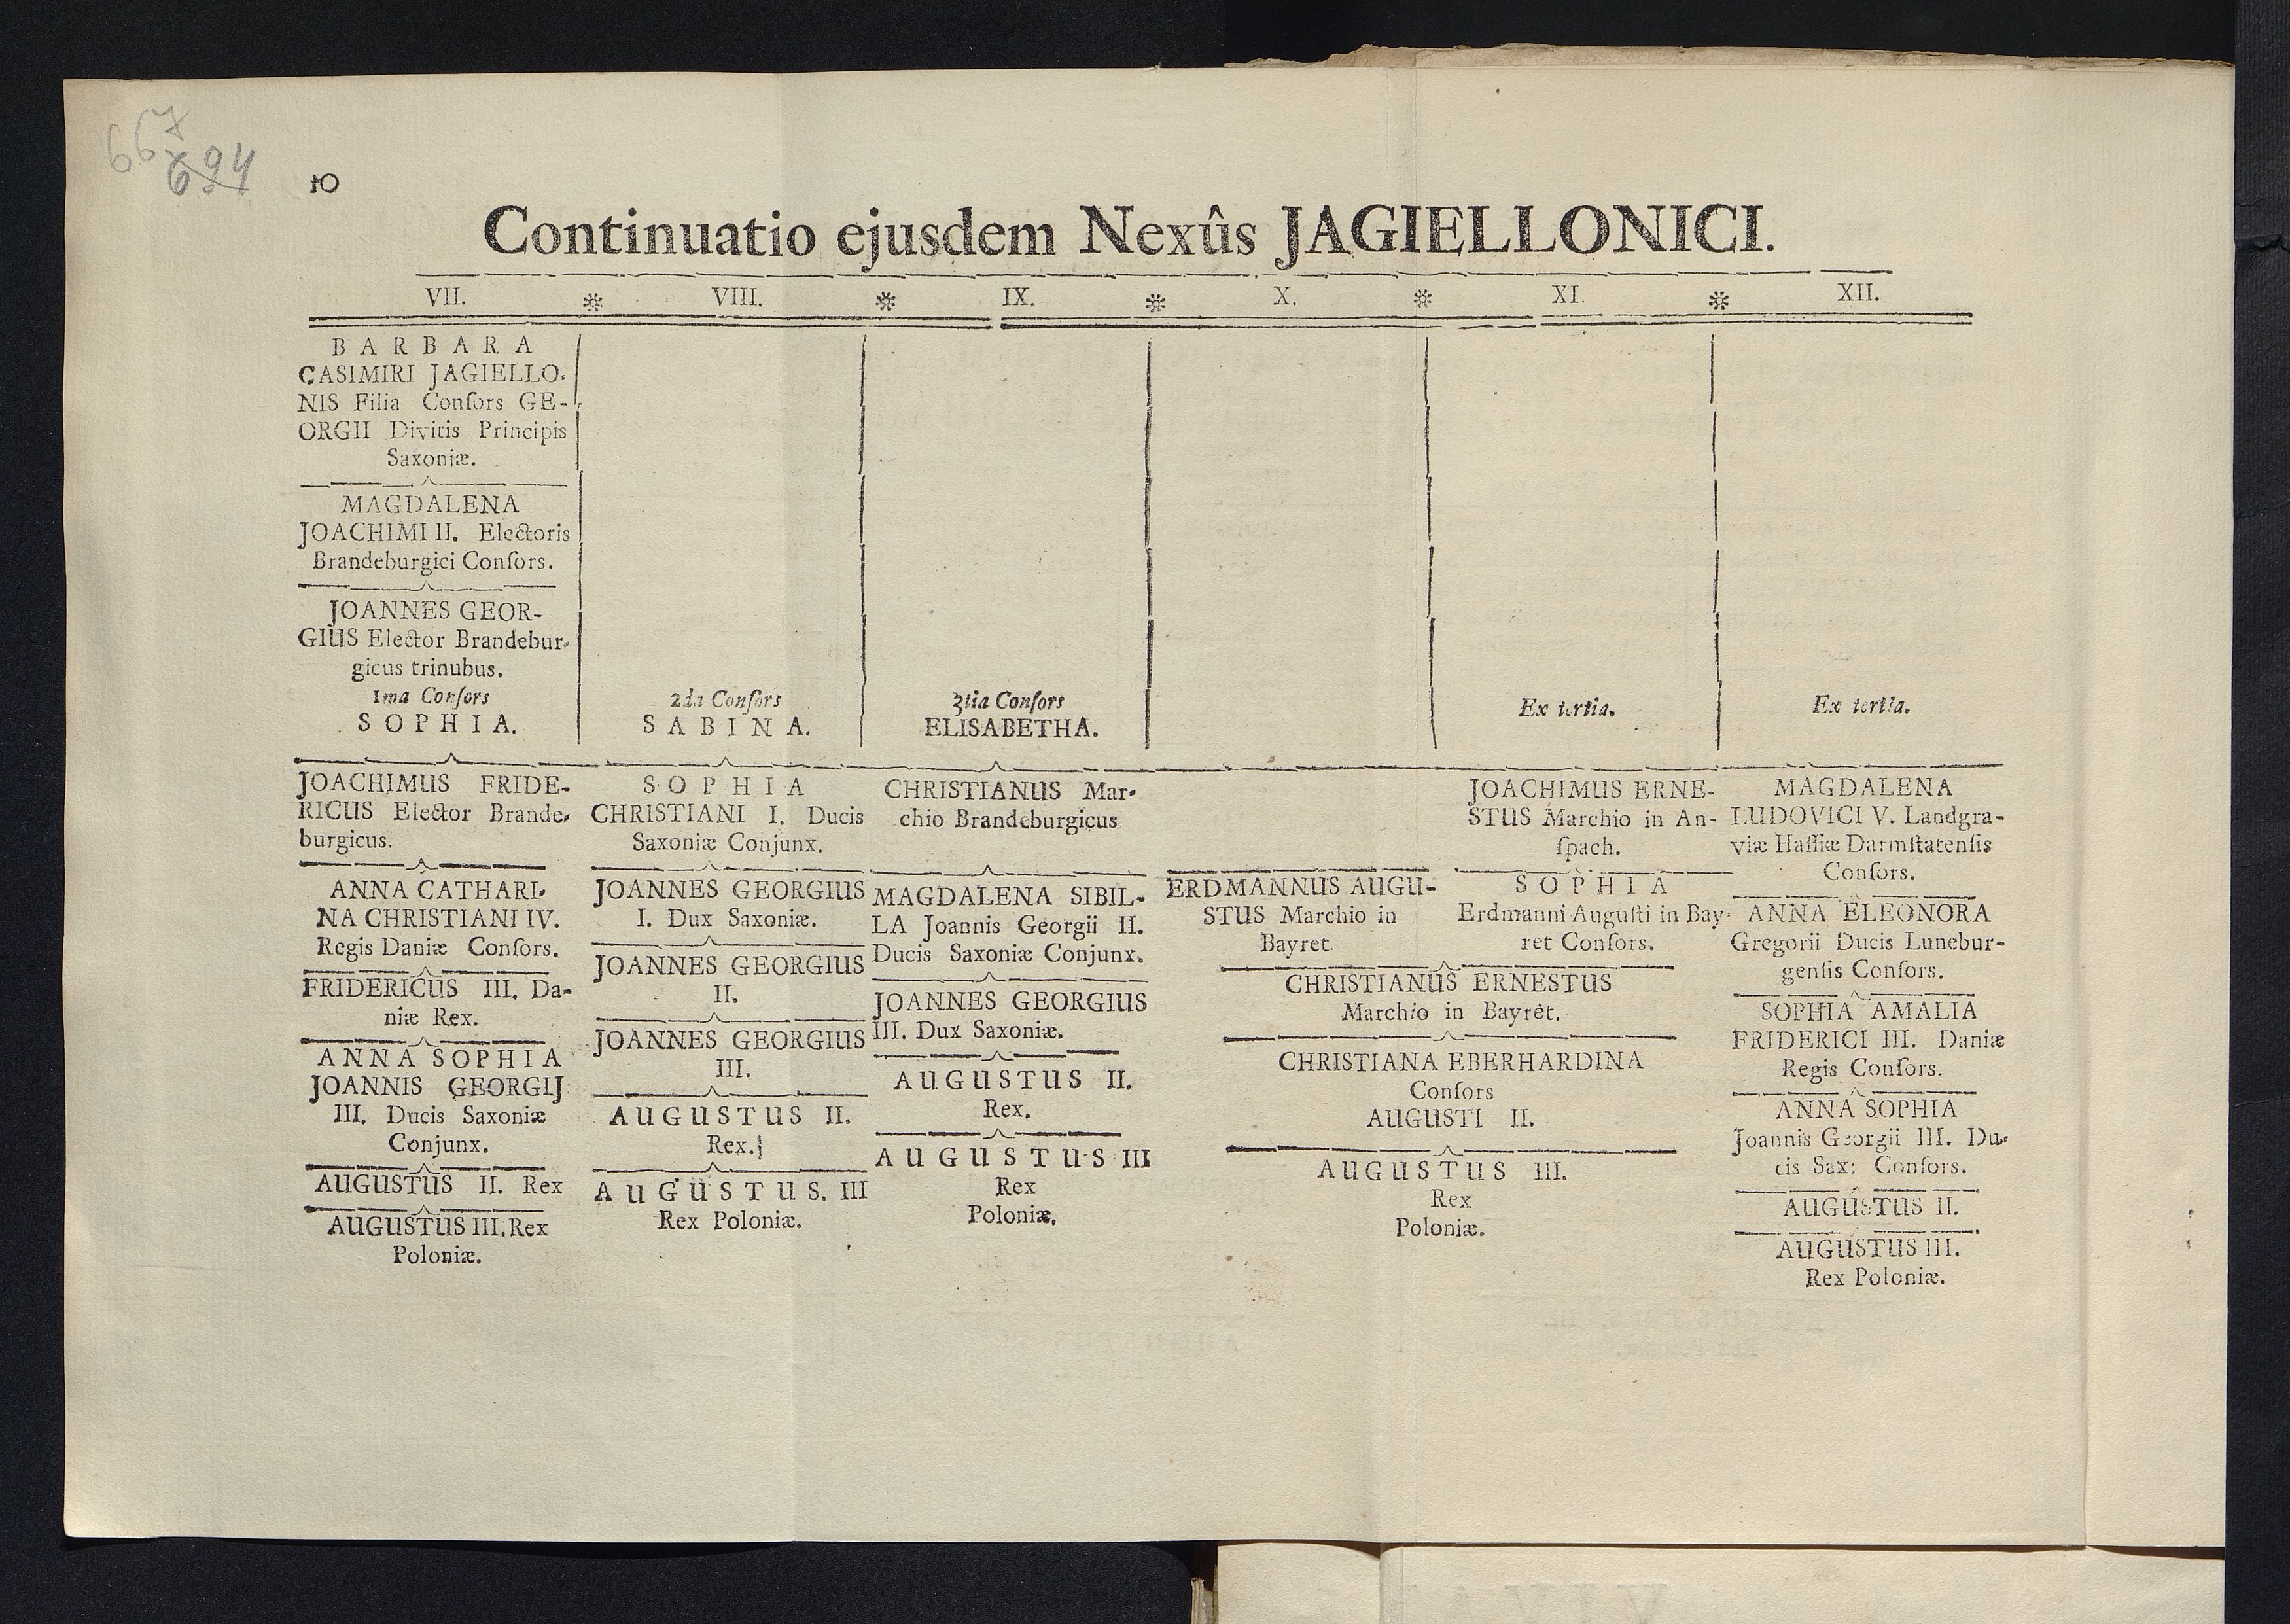 667
694
10
Continuatio ejusdem Nexûs JAGIELLONICI.
VII. * VIII. * IX. * X. * XI. * XII.
BARBARA
CASIMIRI JAGIELLO-
NIS Filia Conſors GE-
ORGII Divitis Principis
Saxoniæ.
MAGDALENA
JOACHIMI II. Electoris
Brandeburgici Conſors.
JOANNES GEOR-
GIUS Elector Brandebur-
gicus trinubus.
1ma Conſors
SOPHIA.
JOACHIMUS FRIDE-
RICUS Elector Brande-
burgicus.
ANNA CATHARI-
NA CHRISTIANI IV.
Regis Daniæ Conſors.
FRIDERICUS III. Da-
niæ Rex.
ANNA SOPHIA
JOANNIS GEORGIJ
III. Ducis Saxoniæ
Conjunx.
AUGUSTUS II. Rex
AUGUSTUS III. Rex
Poloniæ.
2da Conſors
SABINA.
SOPHIA
CHRISTIANI I. Ducis
Saxoniæ Conjunx.
JOANNES GEORGIUS
I. Dux Saxoniæ.
JOANNES GEORGIUS
II.
JOANNES GEORGIUS
III.
AUGUSTUS II.
Rex.
AUGUSTUS. III
Rex Poloniæ.
3tia Conſors
ELISABETHA.
CHRISTIANUS Mar-
chio Brandeburgicus
MAGDALENA SIBIL-
LA Joannis Georgii II.
Ducis Saxoniæ Conjunx.
JOANNES GEORGIUS
III. Dux Saxoniæ.
AUGUSTUS II.
Rex.
AUGUSTUS III
Rex
Poloniæ.
ERDMANNUS AUGU-
STUS Marchio in
Bayret.
Ex tertia.
JOACHIMUS ERNE-
STUS Marchio in An-
ſpach.
SOPHIA
Erdmanni Auguſti in Bay-
ret Conſors.
CHRISTIANUS ERNESTUS
Marchio in Bayrêt.
CHRISTIANA EBERHARDINA
Conſors
AUGUSTI II.
AUGUSTUS III.
Rex
Poloniæ.
Ex tertia.
MAGDALENA
LUDOVICI V. Landgra-
viæ Haſſiæ Darmſtatenſis
Conſors.
ANNA ELEONORA
Gregorii Ducis Lunebur-
genſis Conſors.
SOPHIA AMALIA
FRIDERICI III. Daniæ
Regis Conſors.
ANNA SOPHIA
Joannis Georgii III. Du-
cis Sax: Conſors.
AUGUSTUS II.
AUGUSTUS III.
Rex Poloniæ.